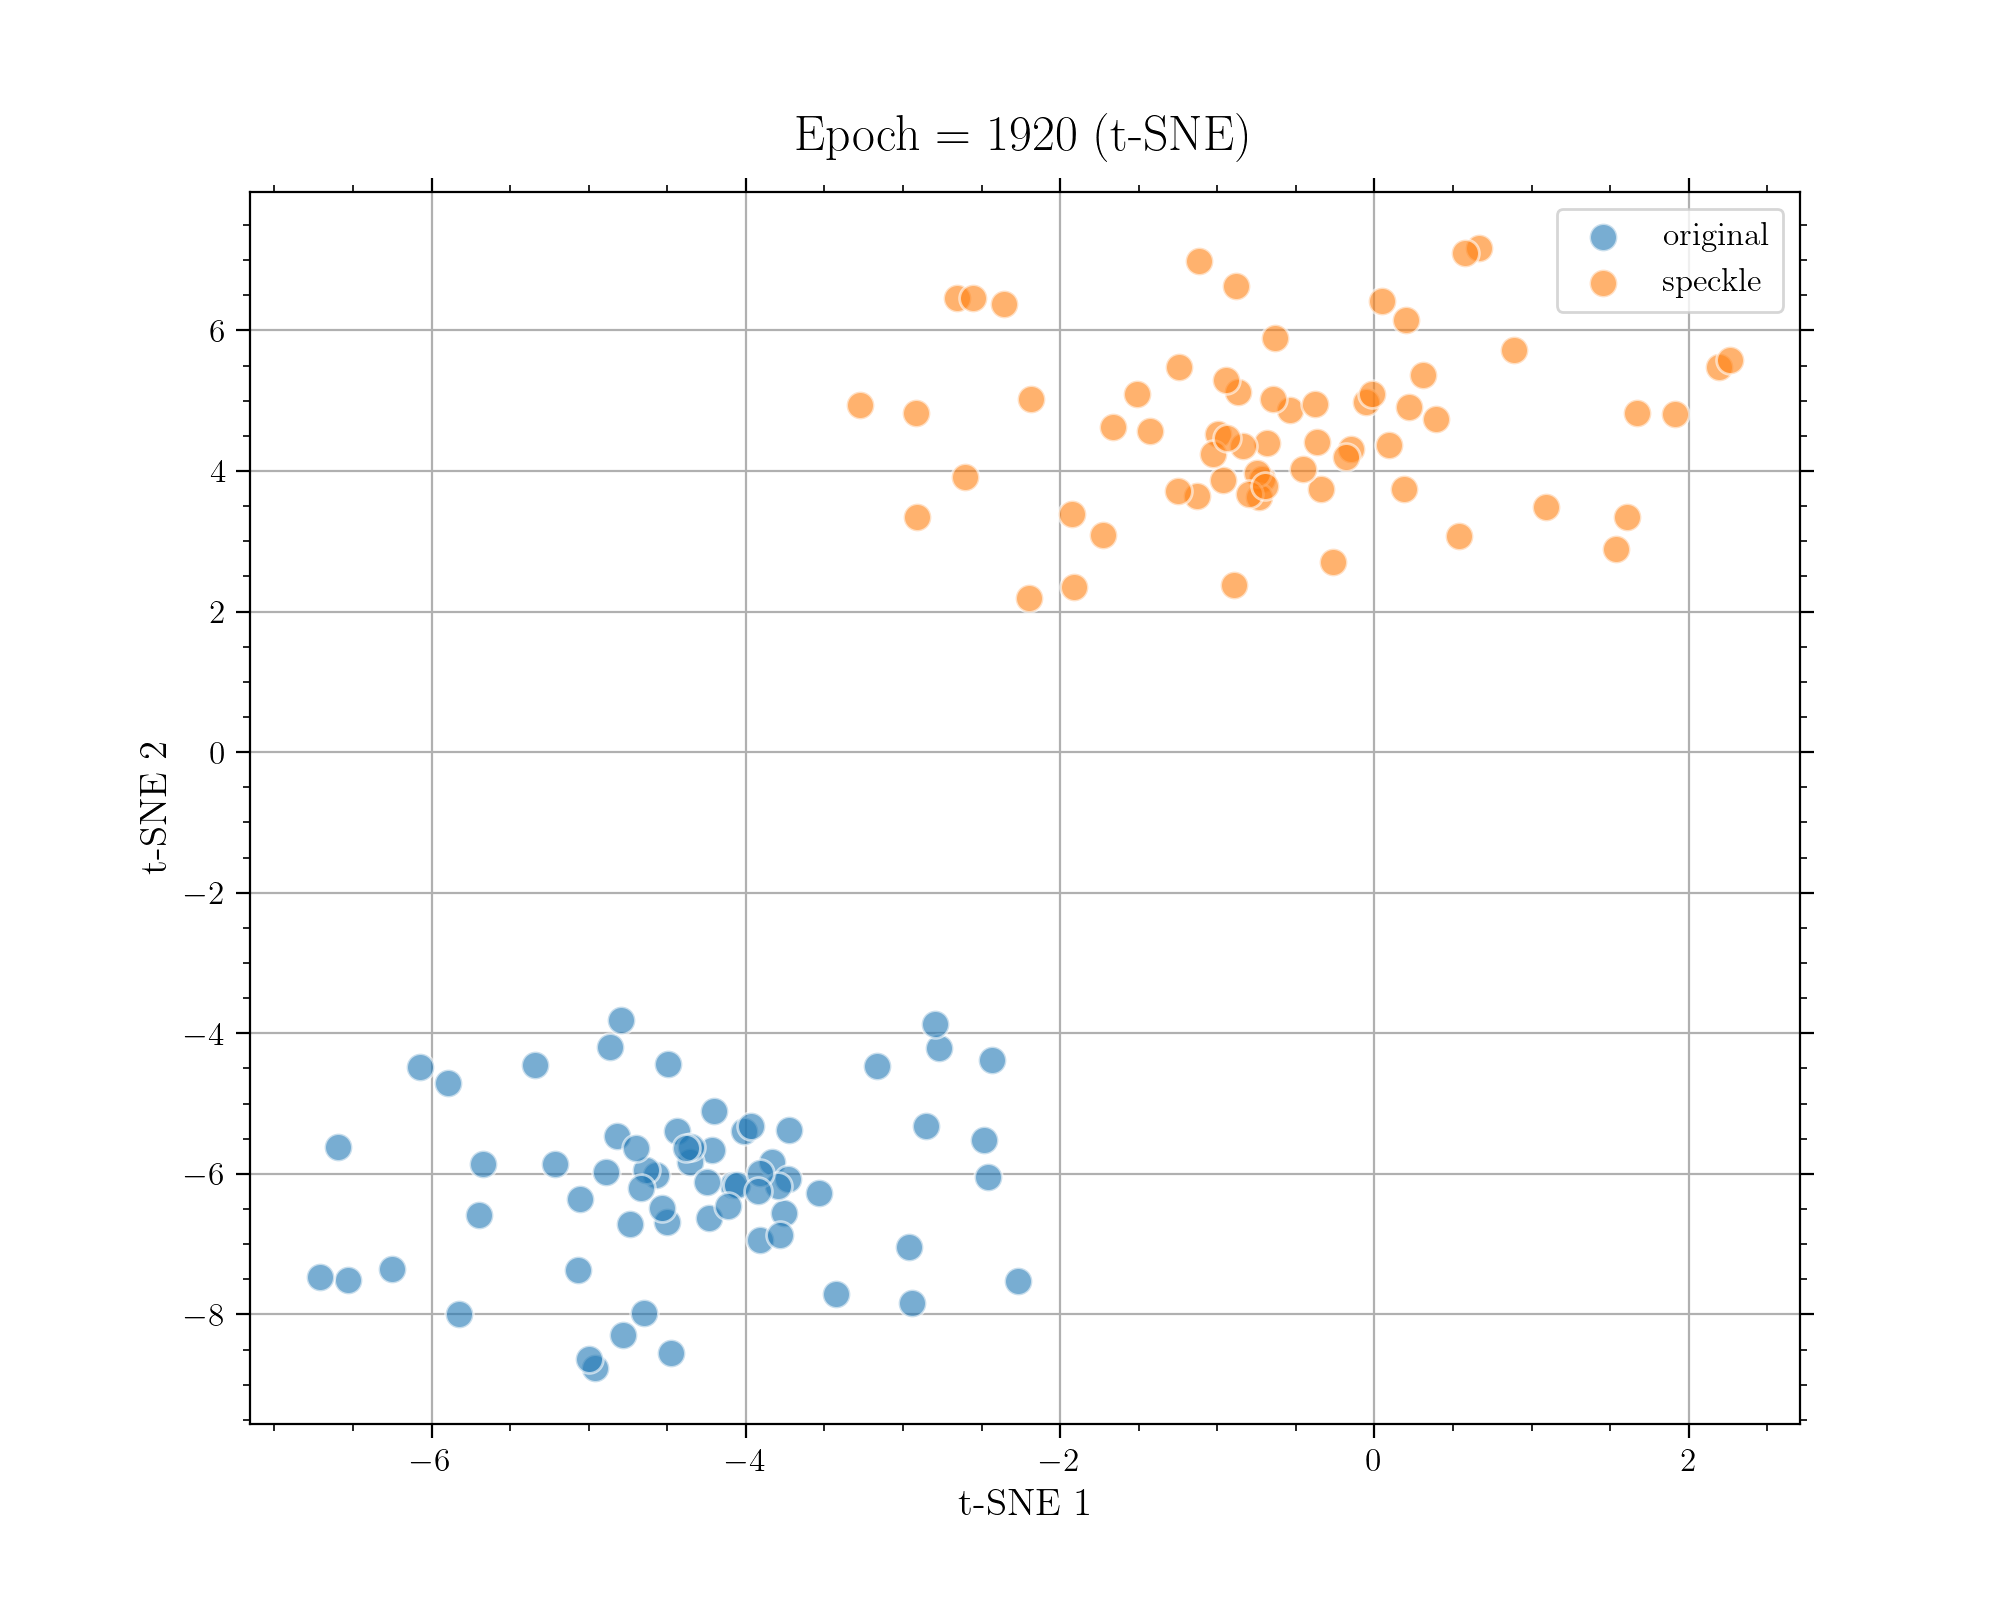 Epoch = 1920 (t-SNE)
original
speckle
6
4
2
0
−2
−4
−6
−8
t-SNE 2
−6 −4 −2 0 2
t-SNE 1